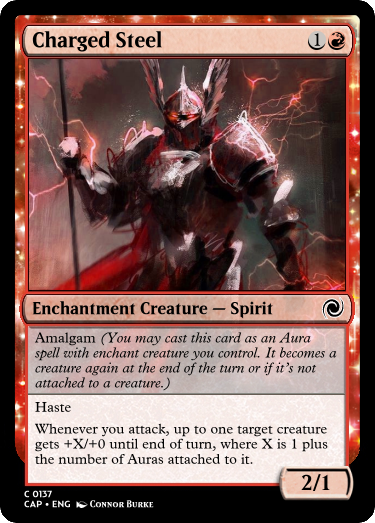 Charged Steel 1
Enchantment Creature — Spirit
Amalgam (You may cast this card as an Aura
spell with enchant creature you control. It becomes a
creature again at the end of the turn or if it's not
attached to a creature.)
Haste
Whenever you attack, up to one target creature
gets +X/+0 until end of turn, where X is 1 plus
the number of Auras attached to it.
2/1
C 0137
CAP • ENG Connor Burke